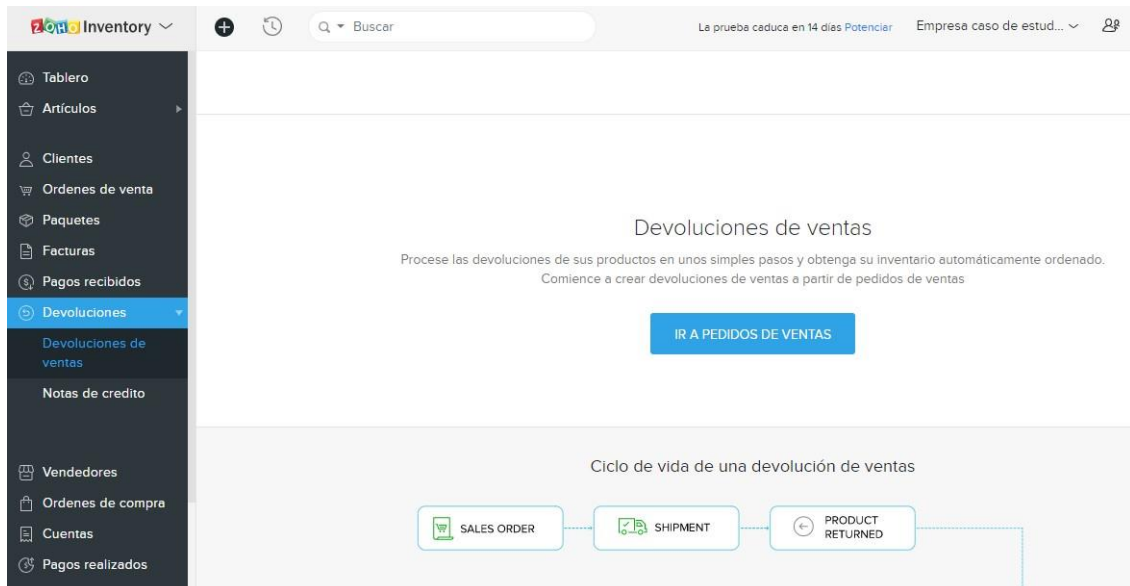 ZOHO Inventory
Buscar
La prueba caduca en 14 días Potenciar
Empresa caso de estud...
Tablero
Artículos
Clientes
Ordenes de venta
Paquetes
Facturas
Pagos recibidos
Devoluciones
Devoluciones de
ventas
Notas de credito
Vendedores
Ordenes de compra
Cuentas
Pagos realizados
Devoluciones de ventas
Procese las devoluciones de sus productos en unos simples pasos y obtenga su inventario automáticamente ordenado.
Comience a crear devoluciones de ventas a partir de pedidos de ventas
IR A PEDIDOS DE VENTAS
Ciclo de vida de una devolución de ventas
SALES ORDER
SHIPMENT
PRODUCT
RETURNED